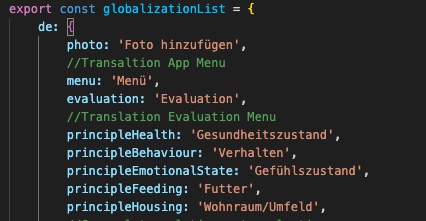 export const globalizationList = {
de: {
photo: 'Foto hinzufügen',
//Transaltion App Menu
menu: 'Menü',
evaluation: 'Evaluation',
//Translation Evaluation Menu
principleHealth: 'Gesundheitszustand',
principleBehaviour: 'Verhalten',
principleEmotionalState: 'Gefühlszustand',
principleFeeding: 'Futter',
principleHousing: 'Wohnraum/Umfeld',